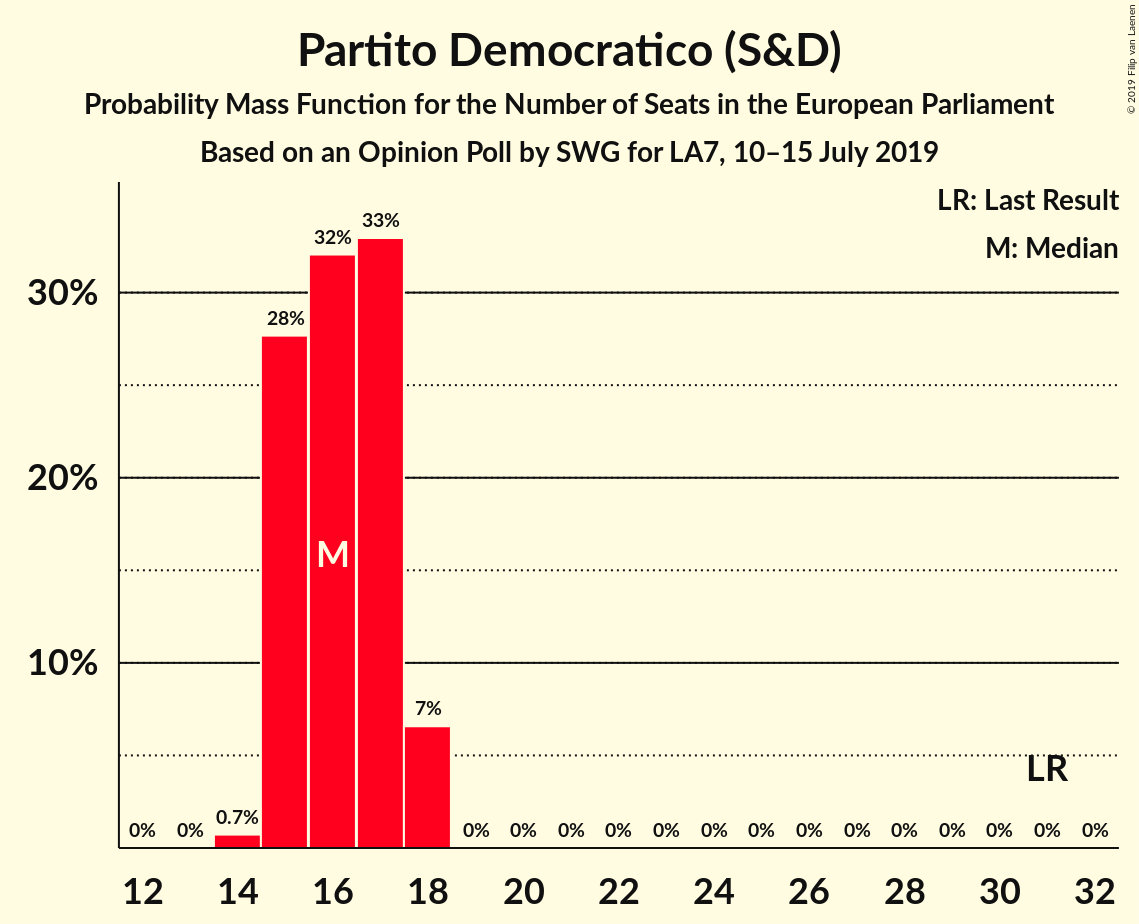 © 2019 Filip van Laenen
Partito Democratico (S&D)
Probability Mass Function for the Number of Seats in the European Parliament
Based on an Opinion Poll by SWG for LA7, 10–15 July 2019
LR: Last Result
M: Median
33%
32%
28%
30%
20%
M
10%
7%
LR
0.7%
0% 0% 0% 0% 0% 0% 0% 0% 0% 0% 0% 0% 0% 0% 0% 0%
12 14 16 18 20 22 24 26 28 30 32